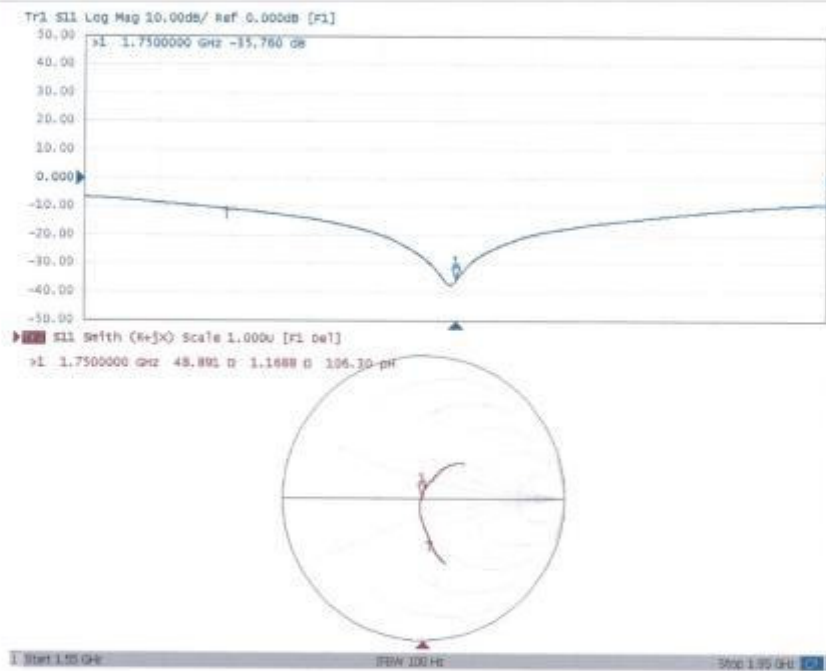 Tr1 S11 Log Mag 10.00dB/ Ref 0.000dB [F1]
50.00
>1 1.7500000 GHz -35.760 dB
40.00
30.00
20.00
10.00
0.000
-10.00
-20.00
-30.00
-40.00
-50.00
S11 Smith (R+jX) Scale 1.000U [F1 Del]
>1 1.7500000 GHz 48.891 Ω 1.1688 Ω 106.30 pH
1 Start 1.55 GHz IFBW 100 Hz Stop 1.95 GHz